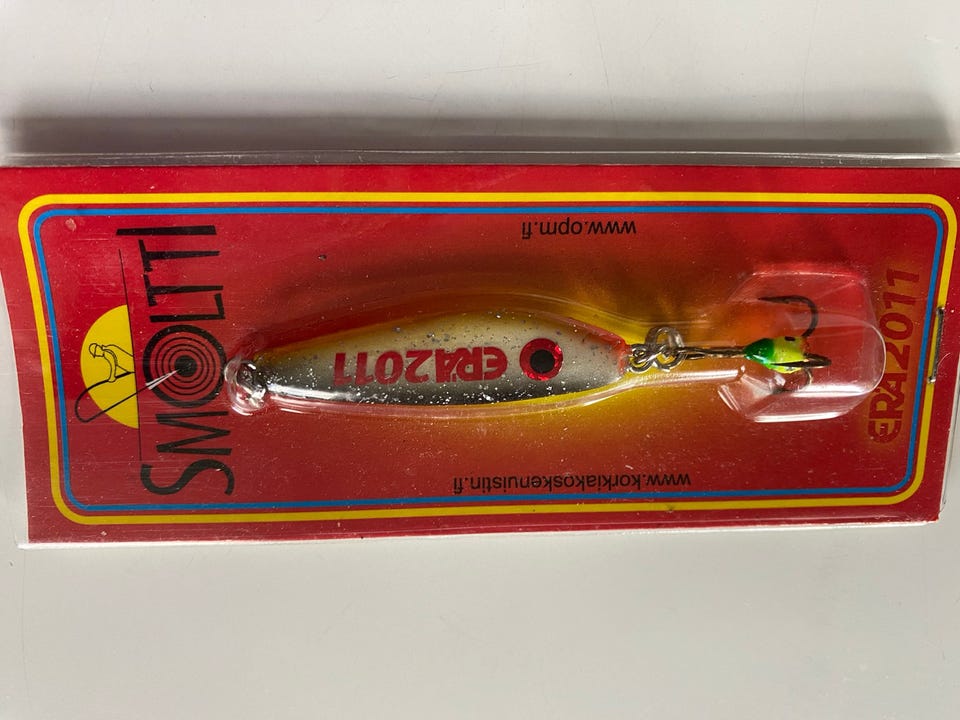 SMOLTTI
www.opm.fi
ERÄ2011
www.korkiakoskenuistin.fi
ERÄ2011